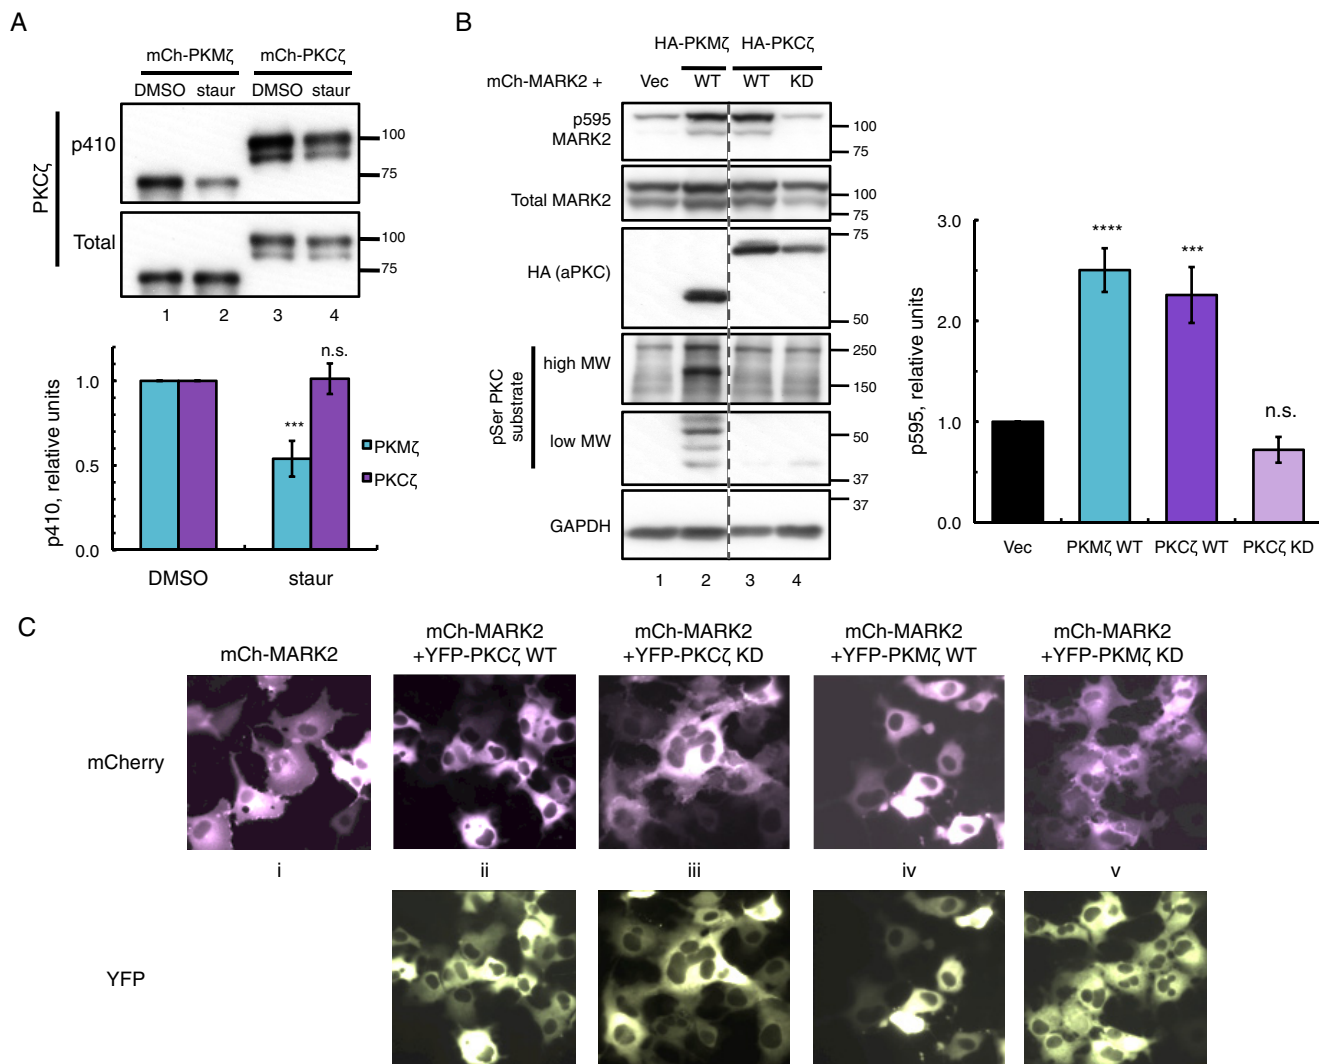 A
mCh-PKMζ mCh-PKCζ
DMSO staur DMSO staur
PKCζ
p410
100
75
Total
100
75
1 2 3 4
p410, relative units
1.0
0.5
0.0
***
n.s.
PKMζ
PKCζ
DMSO staur
B
HA-PKMζ HA-PKCζ
mCh-MARK2 + Vec WT WT KD
p595
MARK2
100
75
Total MARK2
100
75
HA (aPKC)
75
50
pSer PKC
substrate
high MW
250
150
low MW
50
37
GAPDH
37
1 2 3 4
p595, relative units
3.0
2.0
1.0
0.0
****
***
n.s.
Vec PKMζ WT PKCζ WT PKCζ KD
C
mCh-MARK2
mCh-MARK2
+YFP-PKCζ WT
mCh-MARK2
+YFP-PKCζ KD
mCh-MARK2
+YFP-PKMζ WT
mCh-MARK2
+YFP-PKMζ KD
mCherry
i ii iii iv v
YFP